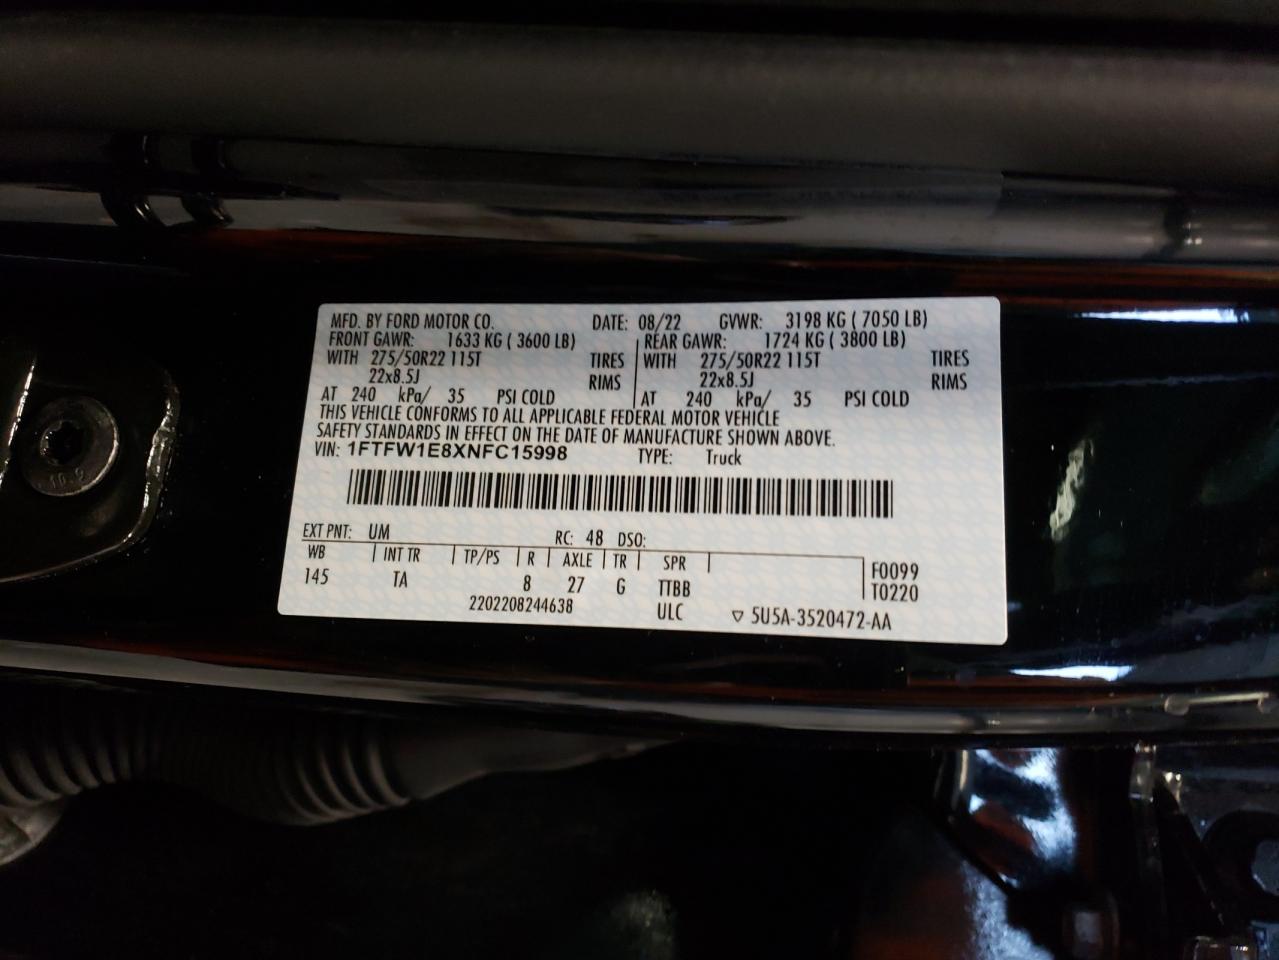 MFD. BY FORD MOTOR CO. DATE: 08/22 GVWR: 3198 KG ( 7050 LB)
FRONT GAWR: 1633 KG ( 3600 LB) REAR GAWR: 1724 KG ( 3800 LB)
WITH 275/50R22 115T TIRES WITH 275/50R22 115T TIRES
22x8.5J RIMS 22x8.5J RIMS
AT 240 kPa/ 35 PSI COLD AT 240 kPa/ 35 PSI COLD
THIS VEHICLE CONFORMS TO ALL APPLICABLE FEDERAL MOTOR VEHICLE
SAFETY STANDARDS IN EFFECT ON THE DATE OF MANUFACTURE SHOWN ABOVE.
VIN: 1FTFW1E8XNFC15998 TYPE: Truck
EXT PNT: UM RC: 48 DSO:
WB INT TR TP/PS R AXLE TR SPR F0099
145 TA 8 27 G TTBB T0220
2202208244638 ULC ▽ 5U5A-3520472-AA
10.9